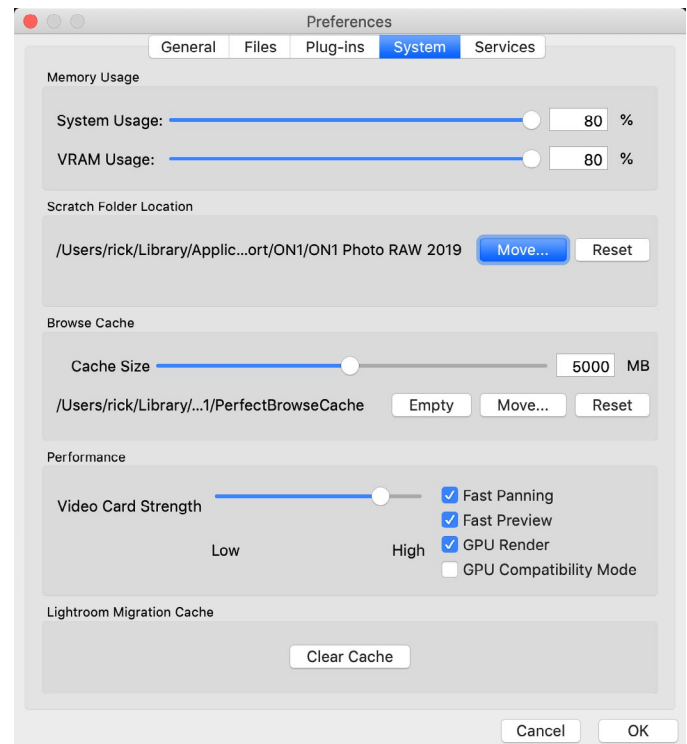 Preferences
General Files Plug-ins System Services
Memory Usage
System Usage: 80 %
VRAM Usage: 80 %
Scratch Folder Location
/Users/rick/Library/Applic...ort/ON1/ON1 Photo RAW 2019 Move... Reset
Browse Cache
Cache Size 5000 MB
/Users/rick/Library/...1/PerfectBrowseCache Empty Move... Reset
Performance
Video Card Strength
Low High
Fast Panning
Fast Preview
GPU Render
GPU Compatibility Mode
Lightroom Migration Cache
Clear Cache
Cancel OK